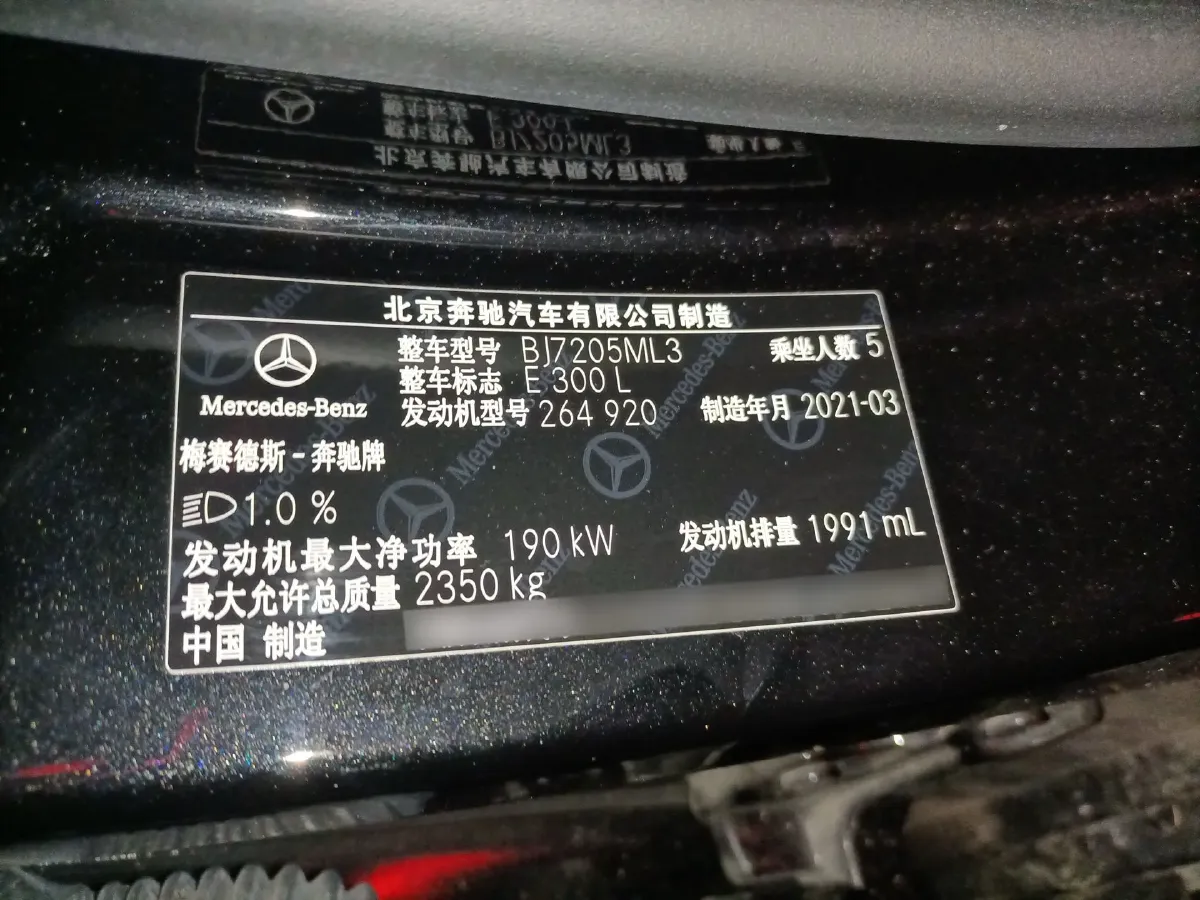 北京奔驰汽车有限公司制造
整车型号 BJ7205ML3 乘坐人数 5
整车标志 E 300 L
Mercedes-Benz
发动机型号 264 920 制造年月 2021-03
梅赛德斯-奔驰牌
1.0 %
发动机最大净功率 190 kW 发动机排量 1991 mL
最大允许总质量 2350 kg
中国 制造